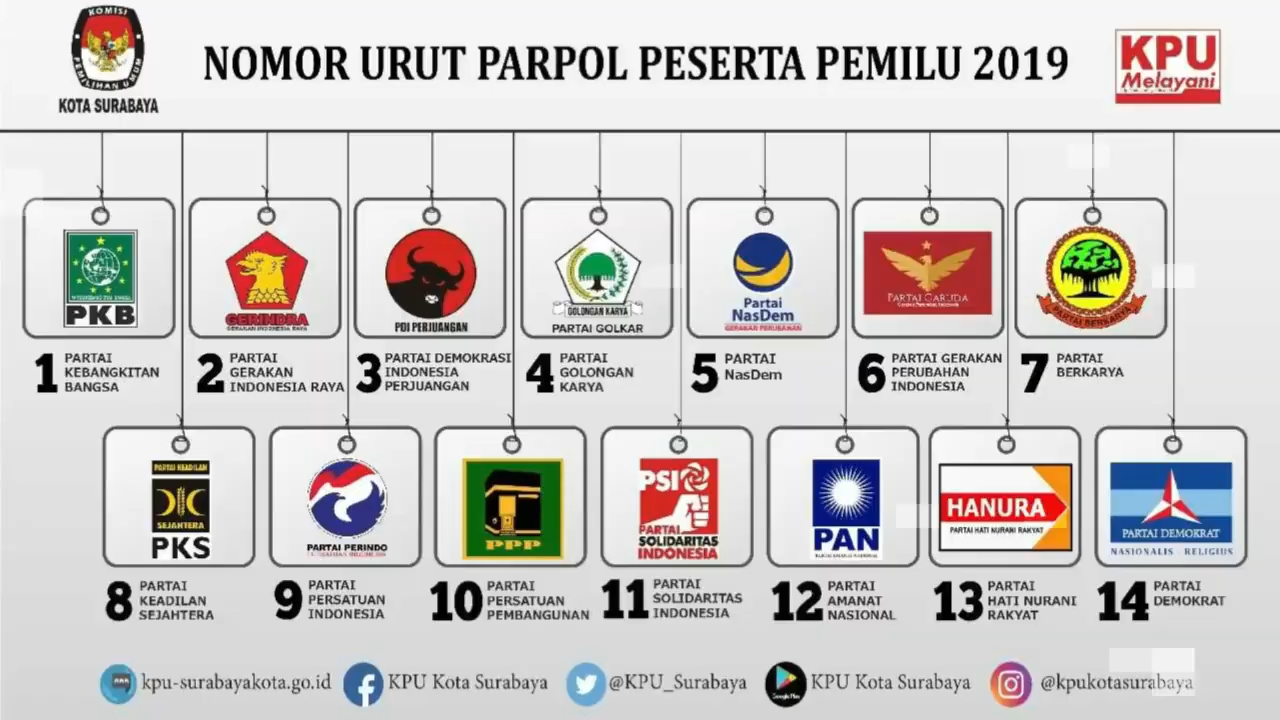 KOMISI
PEMILIHAN UMUM
KOTA SURABAYA
NOMOR URUT PARPOL PESERTA PEMILU 2019
KPU
Melayani
PKB
1 PARTAI
KEBANGKITAN
BANGSA
GERINDRA
GERAKAN INDONESIA RAYA
2 PARTAI
GERAKAN
INDONESIA RAYA
PDI PERJUANGAN
3 PARTAI DEMOKRASI
INDONESIA
PERJUANGAN
GOLONGAN KARYA
PARTAI GOLKAR
4 PARTAI
GOLONGAN
KARYA
Partai
NasDem
GERAKAN PERUBAHAN
5 PARTAI
NasDem
PARTAI GARUDA
6 PARTAI GERAKAN
PERUBAHAN
INDONESIA
PARTAI BERKARYA
7 PARTAI
BERKARYA
PARTAI KEADILAN
SEJAHTERA
PKS
8 PARTAI
KEADILAN
SEJAHTERA
PARTAI PERINDO
9 PARTAI
PERSATUAN
INDONESIA
PPP
10 PARTAI
PERSATUAN
PEMBANGUNAN
PSI
PARTAI
SOLIDARITAS
INDONESIA
11 PARTAI
SOLIDARITAS
INDONESIA
PAN
12 PARTAI
AMANAT
NASIONAL
HANURA
PARTAI HATI NURANI RAKYAT
13 PARTAI
HATI NURANI
RAKYAT
PARTAI DEMOKRAT
NASIONALIS - RELIGIUS
14 PARTAI
DEMOKRAT
kpu-surabayakota.go.id
KPU Kota Surabaya
@KPU_Surabaya
Google Play
KPU Kota Surabaya
@kpukotasurabaya